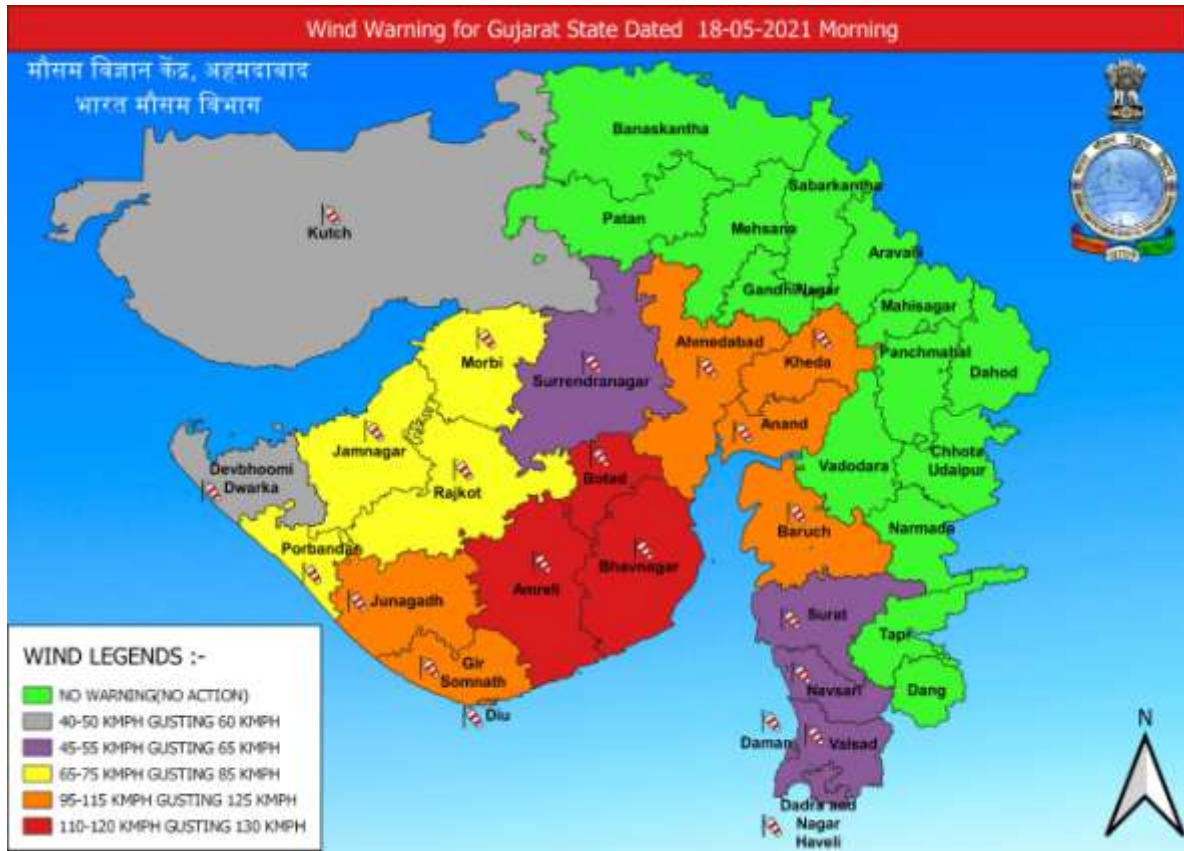 Wind Warning for Gujarat State Dated 18-05-2021 Morning
मौसम विज्ञान केंद्र, अहमदाबाद
भारत मौसम विभाग
Banaskantha
Sabarkantha
Patan
Mehsana
Kutch
Aravalli
GandhiNagar
Mahisagar
Morbi
Ahmedabad
Kheda
Panchmahal
Dahod
Surrendranagar
Anand
Jamnagar
Devbhoomi
Dwarka
Rajkot
Botad
Vadodara
Chhota
Udaipur
Baruch
Narmada
Porbandar
Amreli
Bhavnagar
Junagadh
Surat
Tapi
Gir
Somnath
Navsari
Dang
Diu
Daman
Valsad
Dadra and
Nagar
Haveli
WIND LEGENDS :-
NO WARNING(NO ACTION)
40-50 KMPH GUSTING 60 KMPH
45-55 KMPH GUSTING 65 KMPH
65-75 KMPH GUSTING 85 KMPH
95-115 KMPH GUSTING 125 KMPH
110-120 KMPH GUSTING 130 KMPH
N